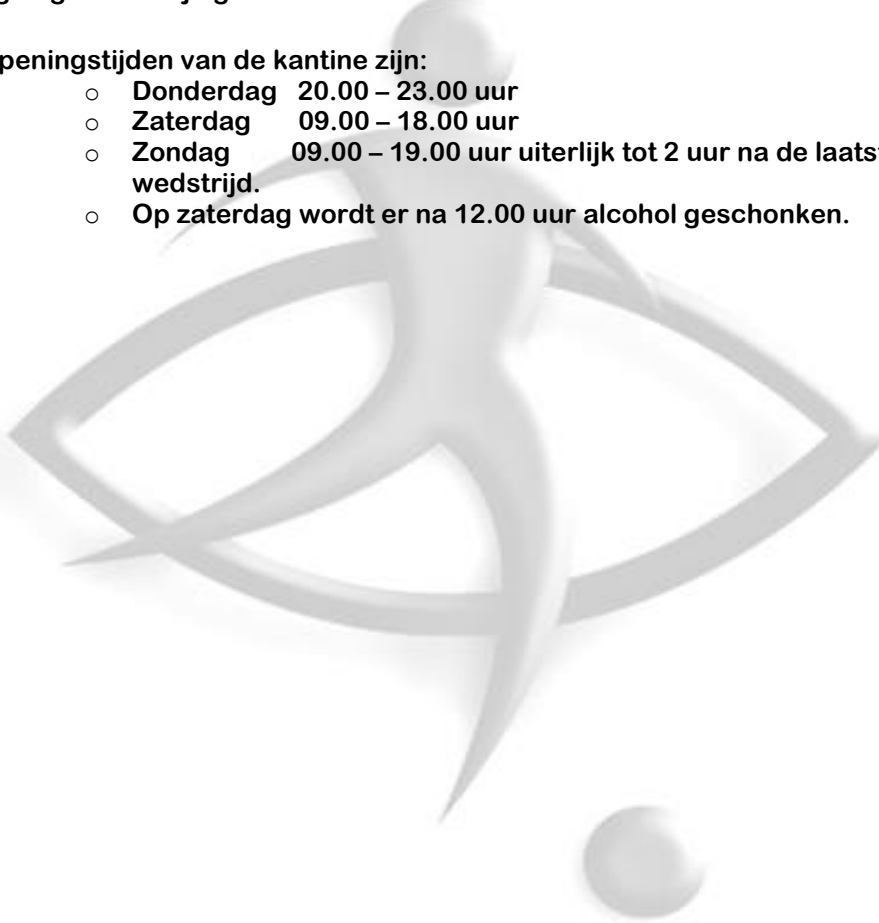 peningstijden van de kantine zijn:
o Donderdag 20.00 – 23.00 uur
o Zaterdag 09.00 – 18.00 uur
o Zondag 09.00 – 19.00 uur uiterlijk tot 2 uur na de laats
wedstrijd.
o Op zaterdag wordt er na 12.00 uur alcohol geschonken.